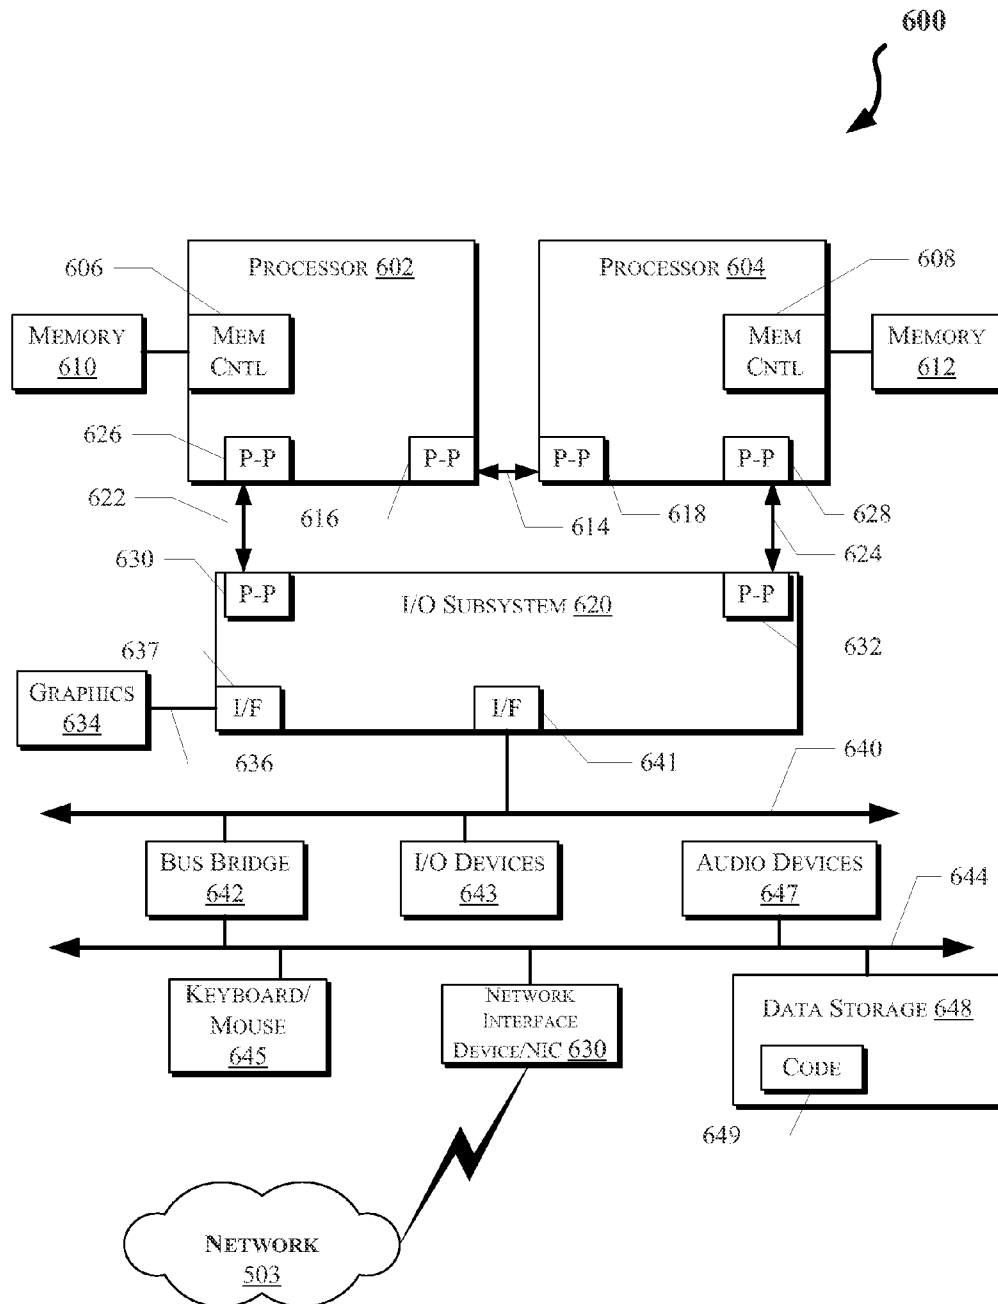 600
PROCESSOR 602
PROCESSOR 604
606
608
MEMORY
610
MEM
CNTL
MEM
CNTL
MEMORY
612
626
P-P
P-P
P-P
P-P
622
616
614
618
628
624
630
P-P
I/O SUBSYSTEM 620
P-P
632
637
GRAPHICS
634
I/F
I/F
636
641
640
BUS BRIDGE
642
I/O DEVICES
643
AUDIO DEVICES
647
644
KEYBOARD/
MOUSE
645
NETWORK
INTERFACE
DEVICE/NIC 630
DATA STORAGE 648
CODE
649
NETWORK
503